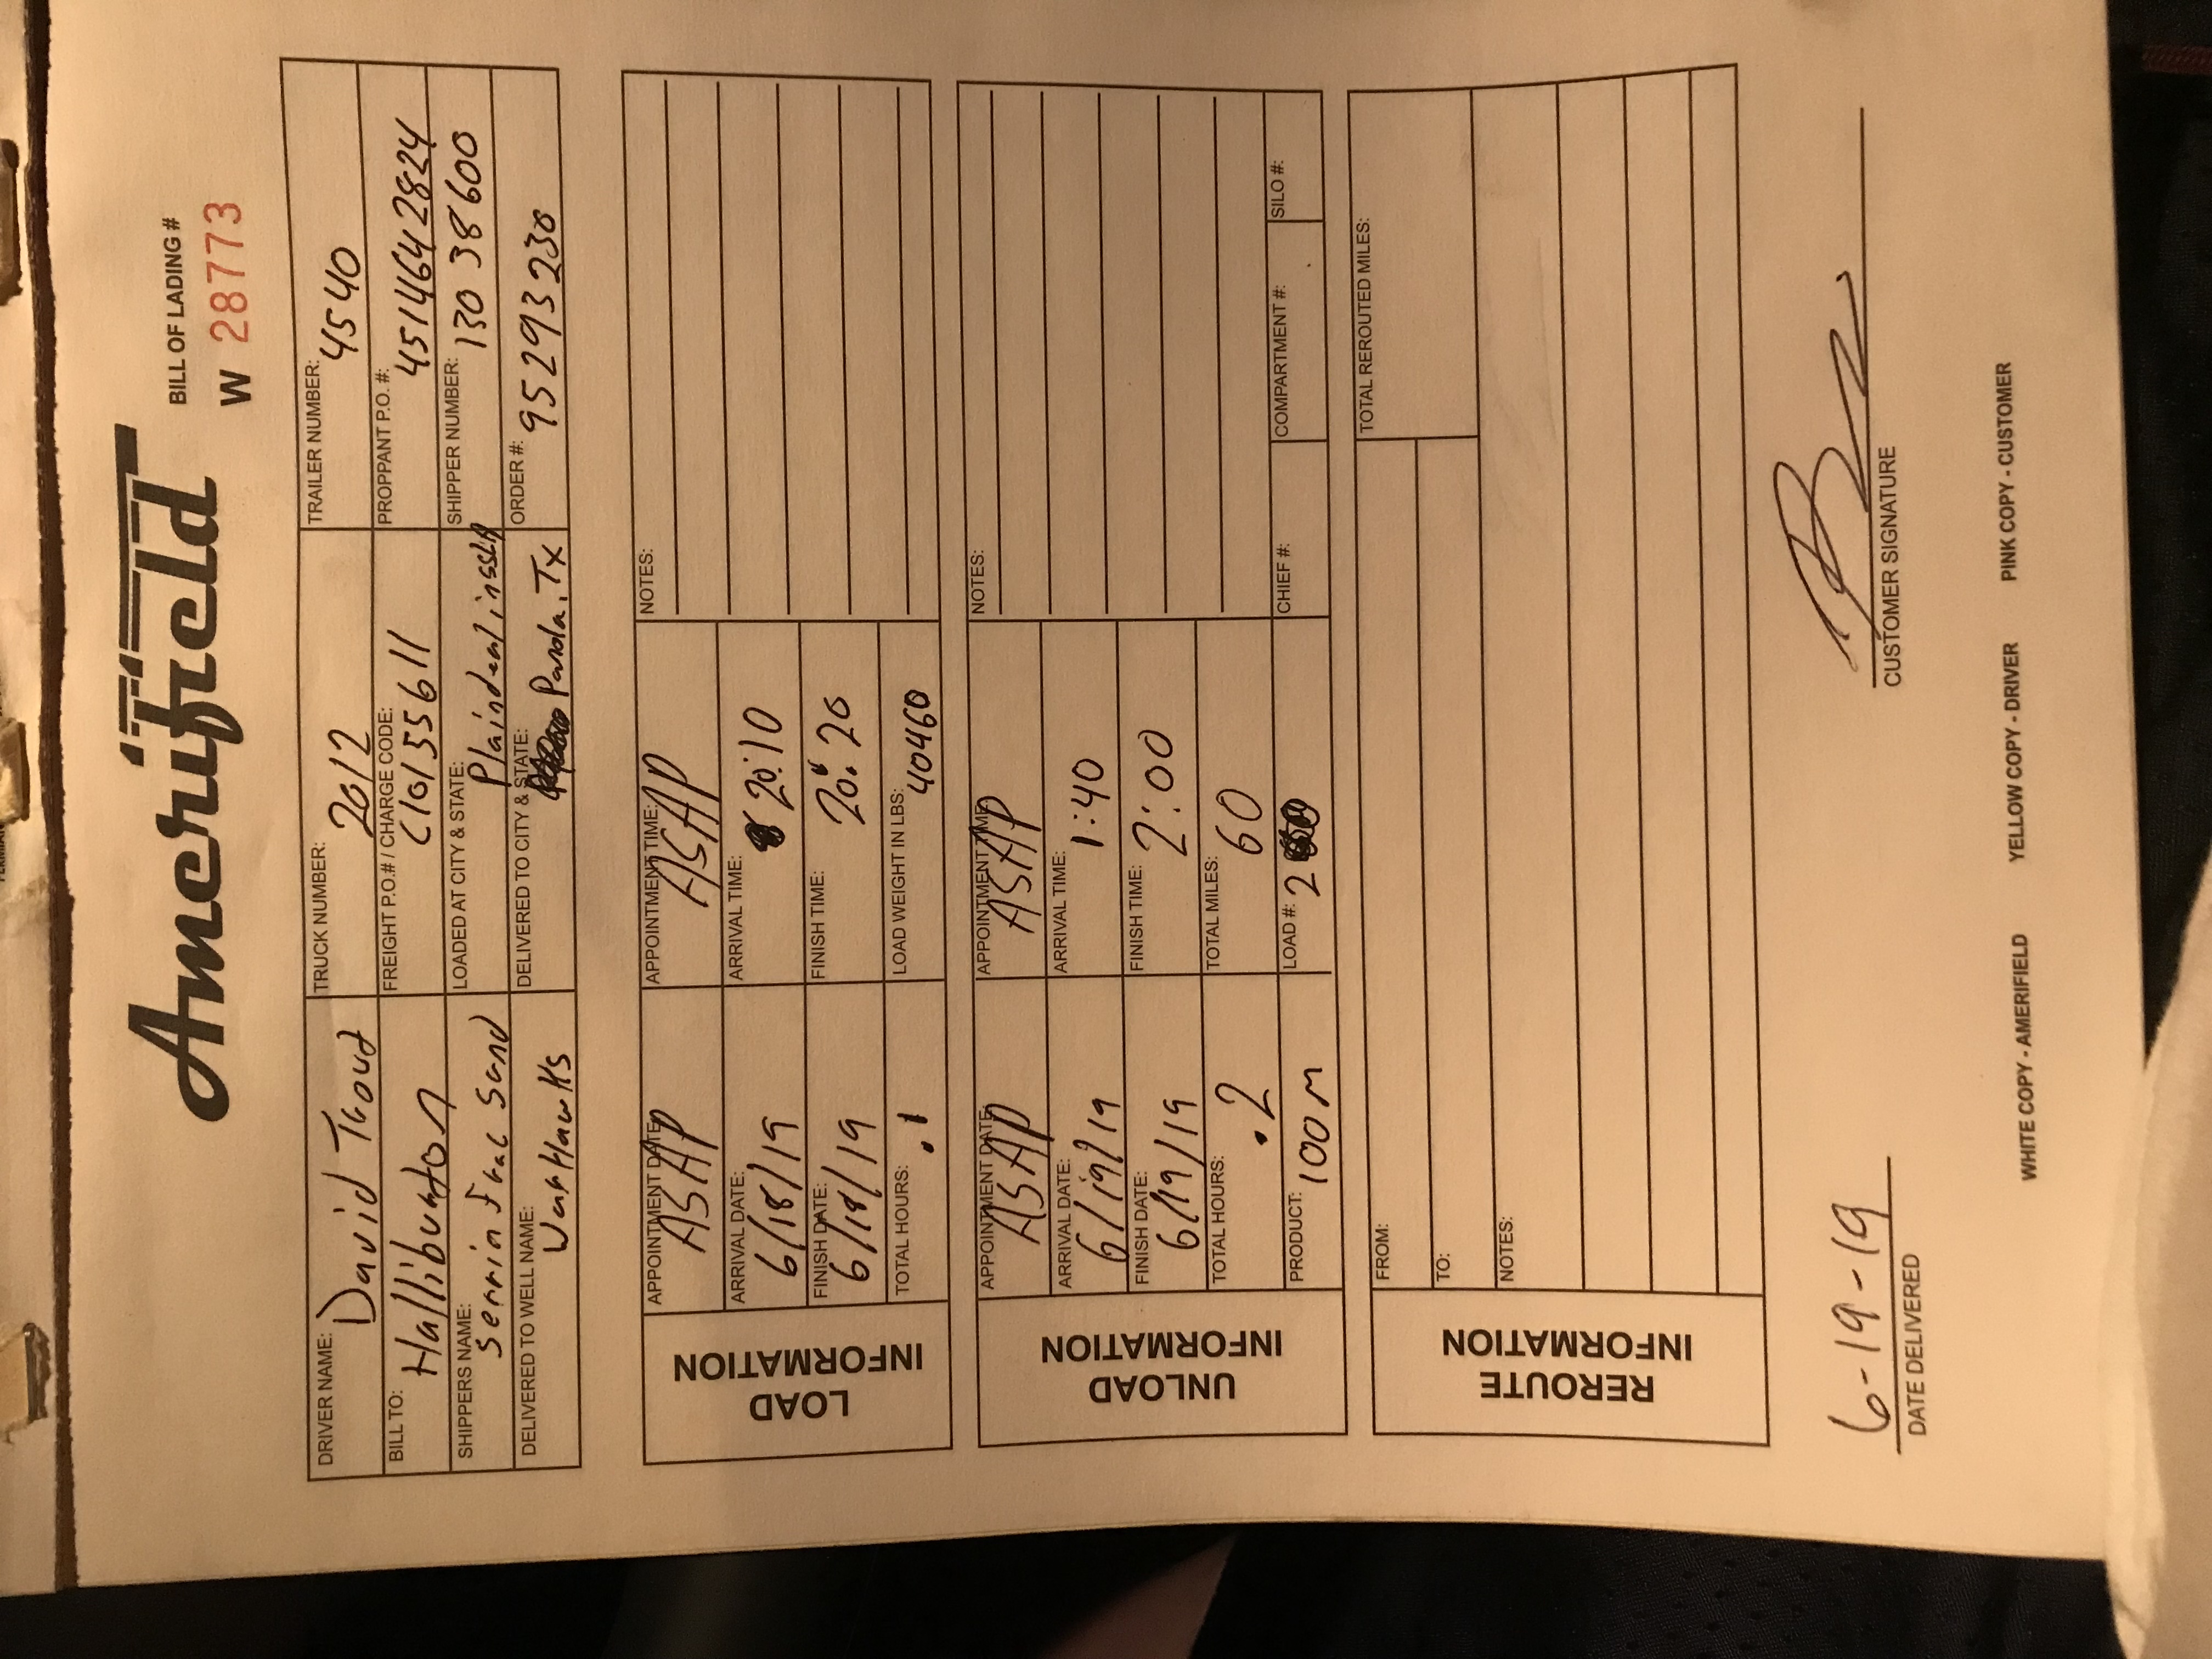 Amerifield
BILL OF LADING #
W 28773
DRIVER NAME: David Trout
TRUCK NUMBER: 2012
TRAILER NUMBER: 4540
BILL TO: Halliburton
FREIGHT P.O.# / CHARGE CODE: C10155611
PROPPANT P.O. #: 4514642824
SHIPPERS NAME: Serrin frac Sand
LOADED AT CITY & STATE: Plaindealing
SHIPPER NUMBER: 130 38600
DELIVERED TO WELL NAME: WarHawks
DELIVERED TO CITY & STATE: Panola, Tx
ORDER #: 95293230
LOAD INFORMATION
APPOINTMENT DATE: ASAP
APPOINTMENT TIME: ASAP
NOTES:
ARRIVAL DATE: 6/18/19
ARRIVAL TIME: 20:10
FINISH DATE: 6/18/19
FINISH TIME: 20:20
TOTAL HOURS: .1
LOAD WEIGHT IN LBS: 40460
UNLOAD INFORMATION
APPOINTMENT DATE: ASAP
APPOINTMENT TIME: ASAP
NOTES:
ARRIVAL DATE: 6/19/19
ARRIVAL TIME: 1:40
FINISH DATE: 6/19/19
FINISH TIME: 2:00
TOTAL HOURS: .2
TOTAL MILES: 60
PRODUCT: 100 M
LOAD #: 2
CHIEF #:
COMPARTMENT #:
SILO #:
REROUTE INFORMATION
FROM:
TOTAL REROUTED MILES:
TO:
NOTES:
6-19-19
DATE DELIVERED
CUSTOMER SIGNATURE
WHITE COPY - AMERIFIELD YELLOW COPY - DRIVER PINK COPY - CUSTOMER